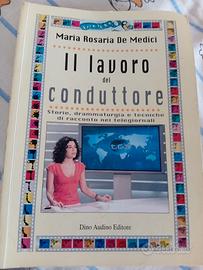 Maria Rosaria De Medici
Il lavoro
del
conduttore
Storie, drammaturgia e tecniche
di racconto nei telegiornali
Dino Audino Editore